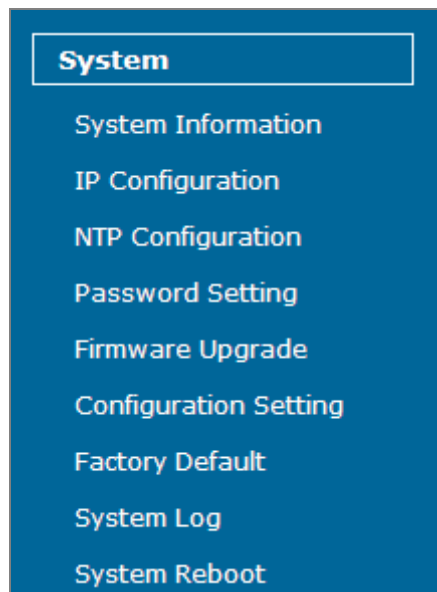 System
System Information
IP Configuration
NTP Configuration
Password Setting
Firmware Upgrade
Configuration Setting
Factory Default
System Log
System Reboot